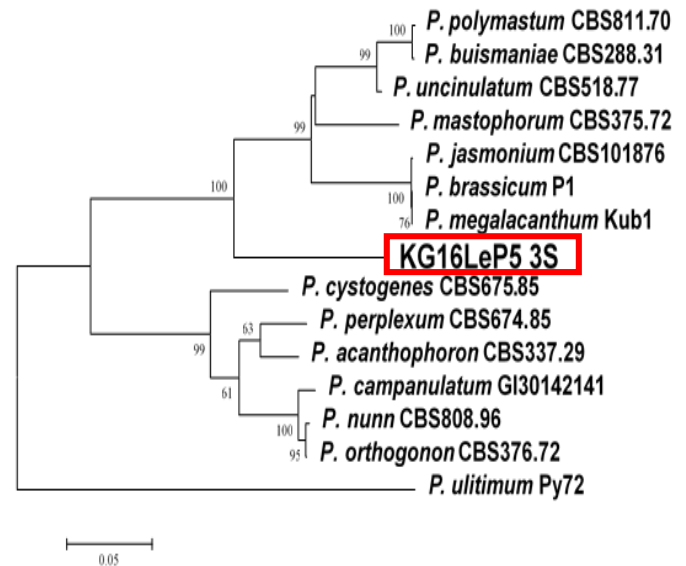 100
P. polymastum CBS811.70
99
P. buismaniae CBS288.31
P. uncinulatum CBS518.77
99
P. mastophorum CBS375.72
P. jasmonium CBS101876
100
P. brassicum P1
100
76
P. megalacanthum Kub1
KG16LeP5 3S
P. cystogenes CBS675.85
63
P. perplexum CBS674.85
99
P. acanthophoron CBS337.29
61
P. campanulatum GI30142141
100
P. nunn CBS808.96
95
P. orthogonon CBS376.72
P. ulitimum Py72
0.05